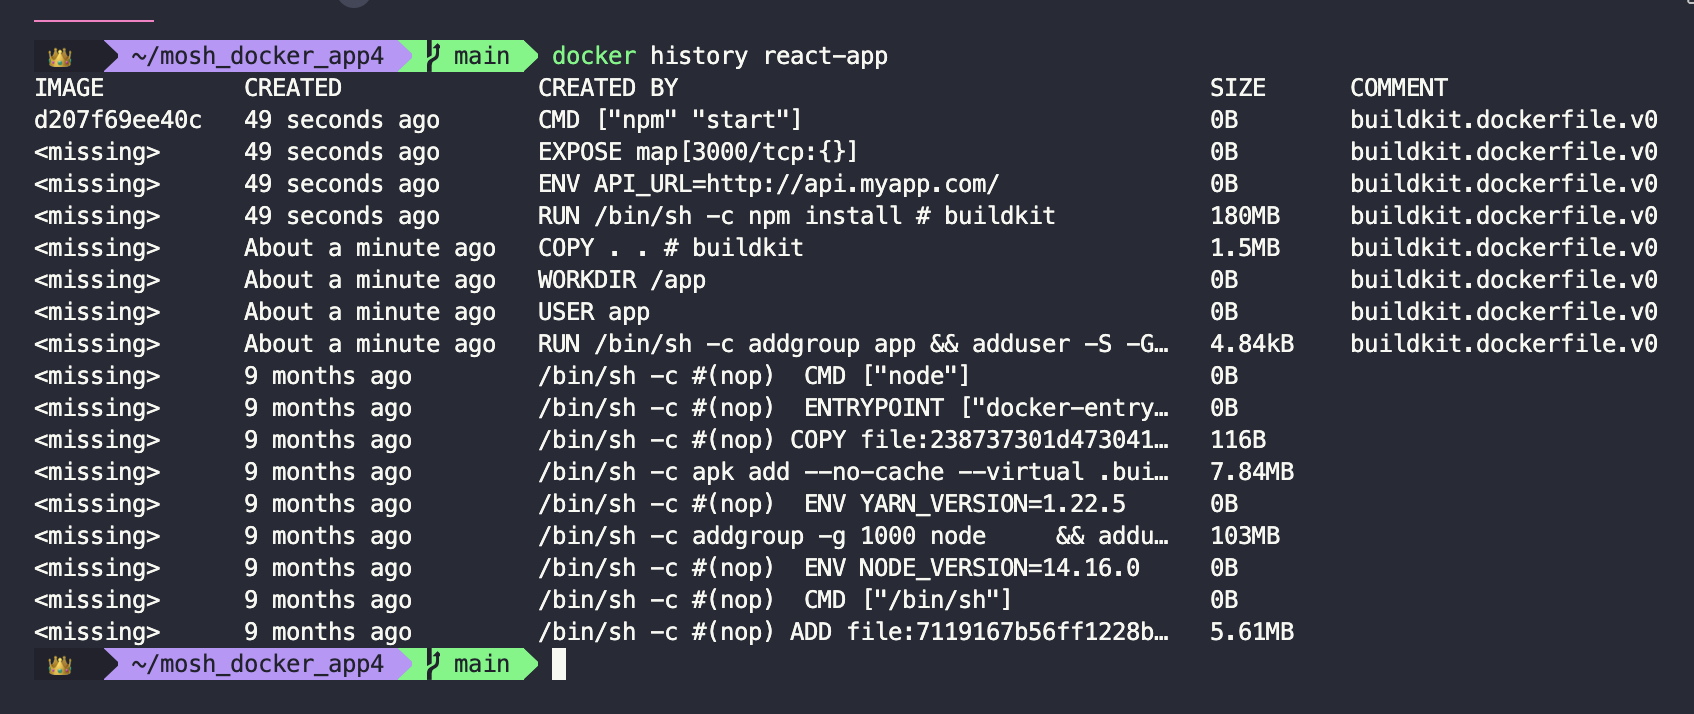 ~/mosh_docker_app4 main docker history react-app
IMAGE CREATED CREATED BY SIZE COMMENT
d207f69ee40c 49 seconds ago CMD ["npm" "start"] 0B buildkit.dockerfile.v0
<missing> 49 seconds ago EXPOSE map[3000/tcp:{}] 0B buildkit.dockerfile.v0
<missing> 49 seconds ago ENV API_URL=http://api.myapp.com/ 0B buildkit.dockerfile.v0
<missing> 49 seconds ago RUN /bin/sh -c npm install # buildkit 180MB buildkit.dockerfile.v0
<missing> About a minute ago COPY . . # buildkit 1.5MB buildkit.dockerfile.v0
<missing> About a minute ago WORKDIR /app 0B buildkit.dockerfile.v0
<missing> About a minute ago USER app 0B buildkit.dockerfile.v0
<missing> About a minute ago RUN /bin/sh -c addgroup app && adduser -S -G… 4.84kB buildkit.dockerfile.v0
<missing> 9 months ago /bin/sh -c #(nop)  CMD ["node"] 0B
<missing> 9 months ago /bin/sh -c #(nop)  ENTRYPOINT ["docker-entry… 0B
<missing> 9 months ago /bin/sh -c #(nop) COPY file:238737301d473041… 116B
<missing> 9 months ago /bin/sh -c apk add --no-cache --virtual .bui… 7.84MB
<missing> 9 months ago /bin/sh -c #(nop)  ENV YARN_VERSION=1.22.5 0B
<missing> 9 months ago /bin/sh -c addgroup -g 1000 node     && addu… 103MB
<missing> 9 months ago /bin/sh -c #(nop)  ENV NODE_VERSION=14.16.0 0B
<missing> 9 months ago /bin/sh -c #(nop)  CMD ["/bin/sh"] 0B
<missing> 9 months ago /bin/sh -c #(nop) ADD file:7119167b56ff1228b… 5.61MB
~/mosh_docker_app4 main